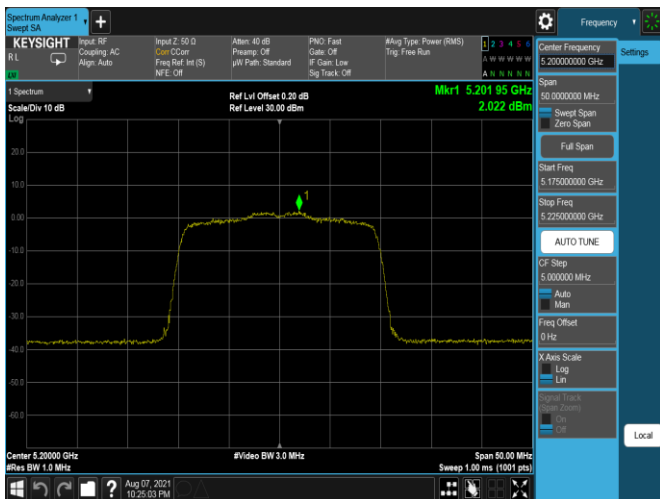 Spectrum Analyzer 1
Swept SA
Frequency
KEYSIGHT
RL
LXI
Input: RF
Coupling: AC
Align: Auto
Input Z: 50 Ω
Corr CCorr
Freq Ref: Int (S)
NFE: Off
Atten: 40 dB
Preamp: Off
µW Path: Standard
PNO: Fast
Gate: Off
IF Gain: Low
Sig Track: Off
#Avg Type: Power (RMS)
Trig: Free Run
1 2 3 4 5 6
A W W W W W
A N N N N N
Center Frequency
5.200000000 GHz
Settings
Span
50.0000000 MHz
Swept Span
Zero Span
Full Span
Start Freq
5.175000000 GHz
Stop Freq
5.225000000 GHz
AUTO TUNE
CF Step
5.000000 MHz
Auto
Man
Freq Offset
0 Hz
X Axis Scale
Log
Lin
Signal Track
(Span Zoom)
On
Off
Local
1 Spectrum
Scale/Div 10 dB
Log
Ref Lvl Offset 0.20 dB
Ref Level 30.00 dBm
Mkr1 5.201 95 GHz
2.022 dBm
1
20.0
10.0
0.00
-10.0
-20.0
-30.0
-40.0
-50.0
-60.0
Center 5.20000 GHz
#Res BW 1.0 MHz
#Video BW 3.0 MHz
Span 50.00 MHz
Sweep 1.00 ms (1001 pts)
?
Aug 07, 2021
10:25:03 PM